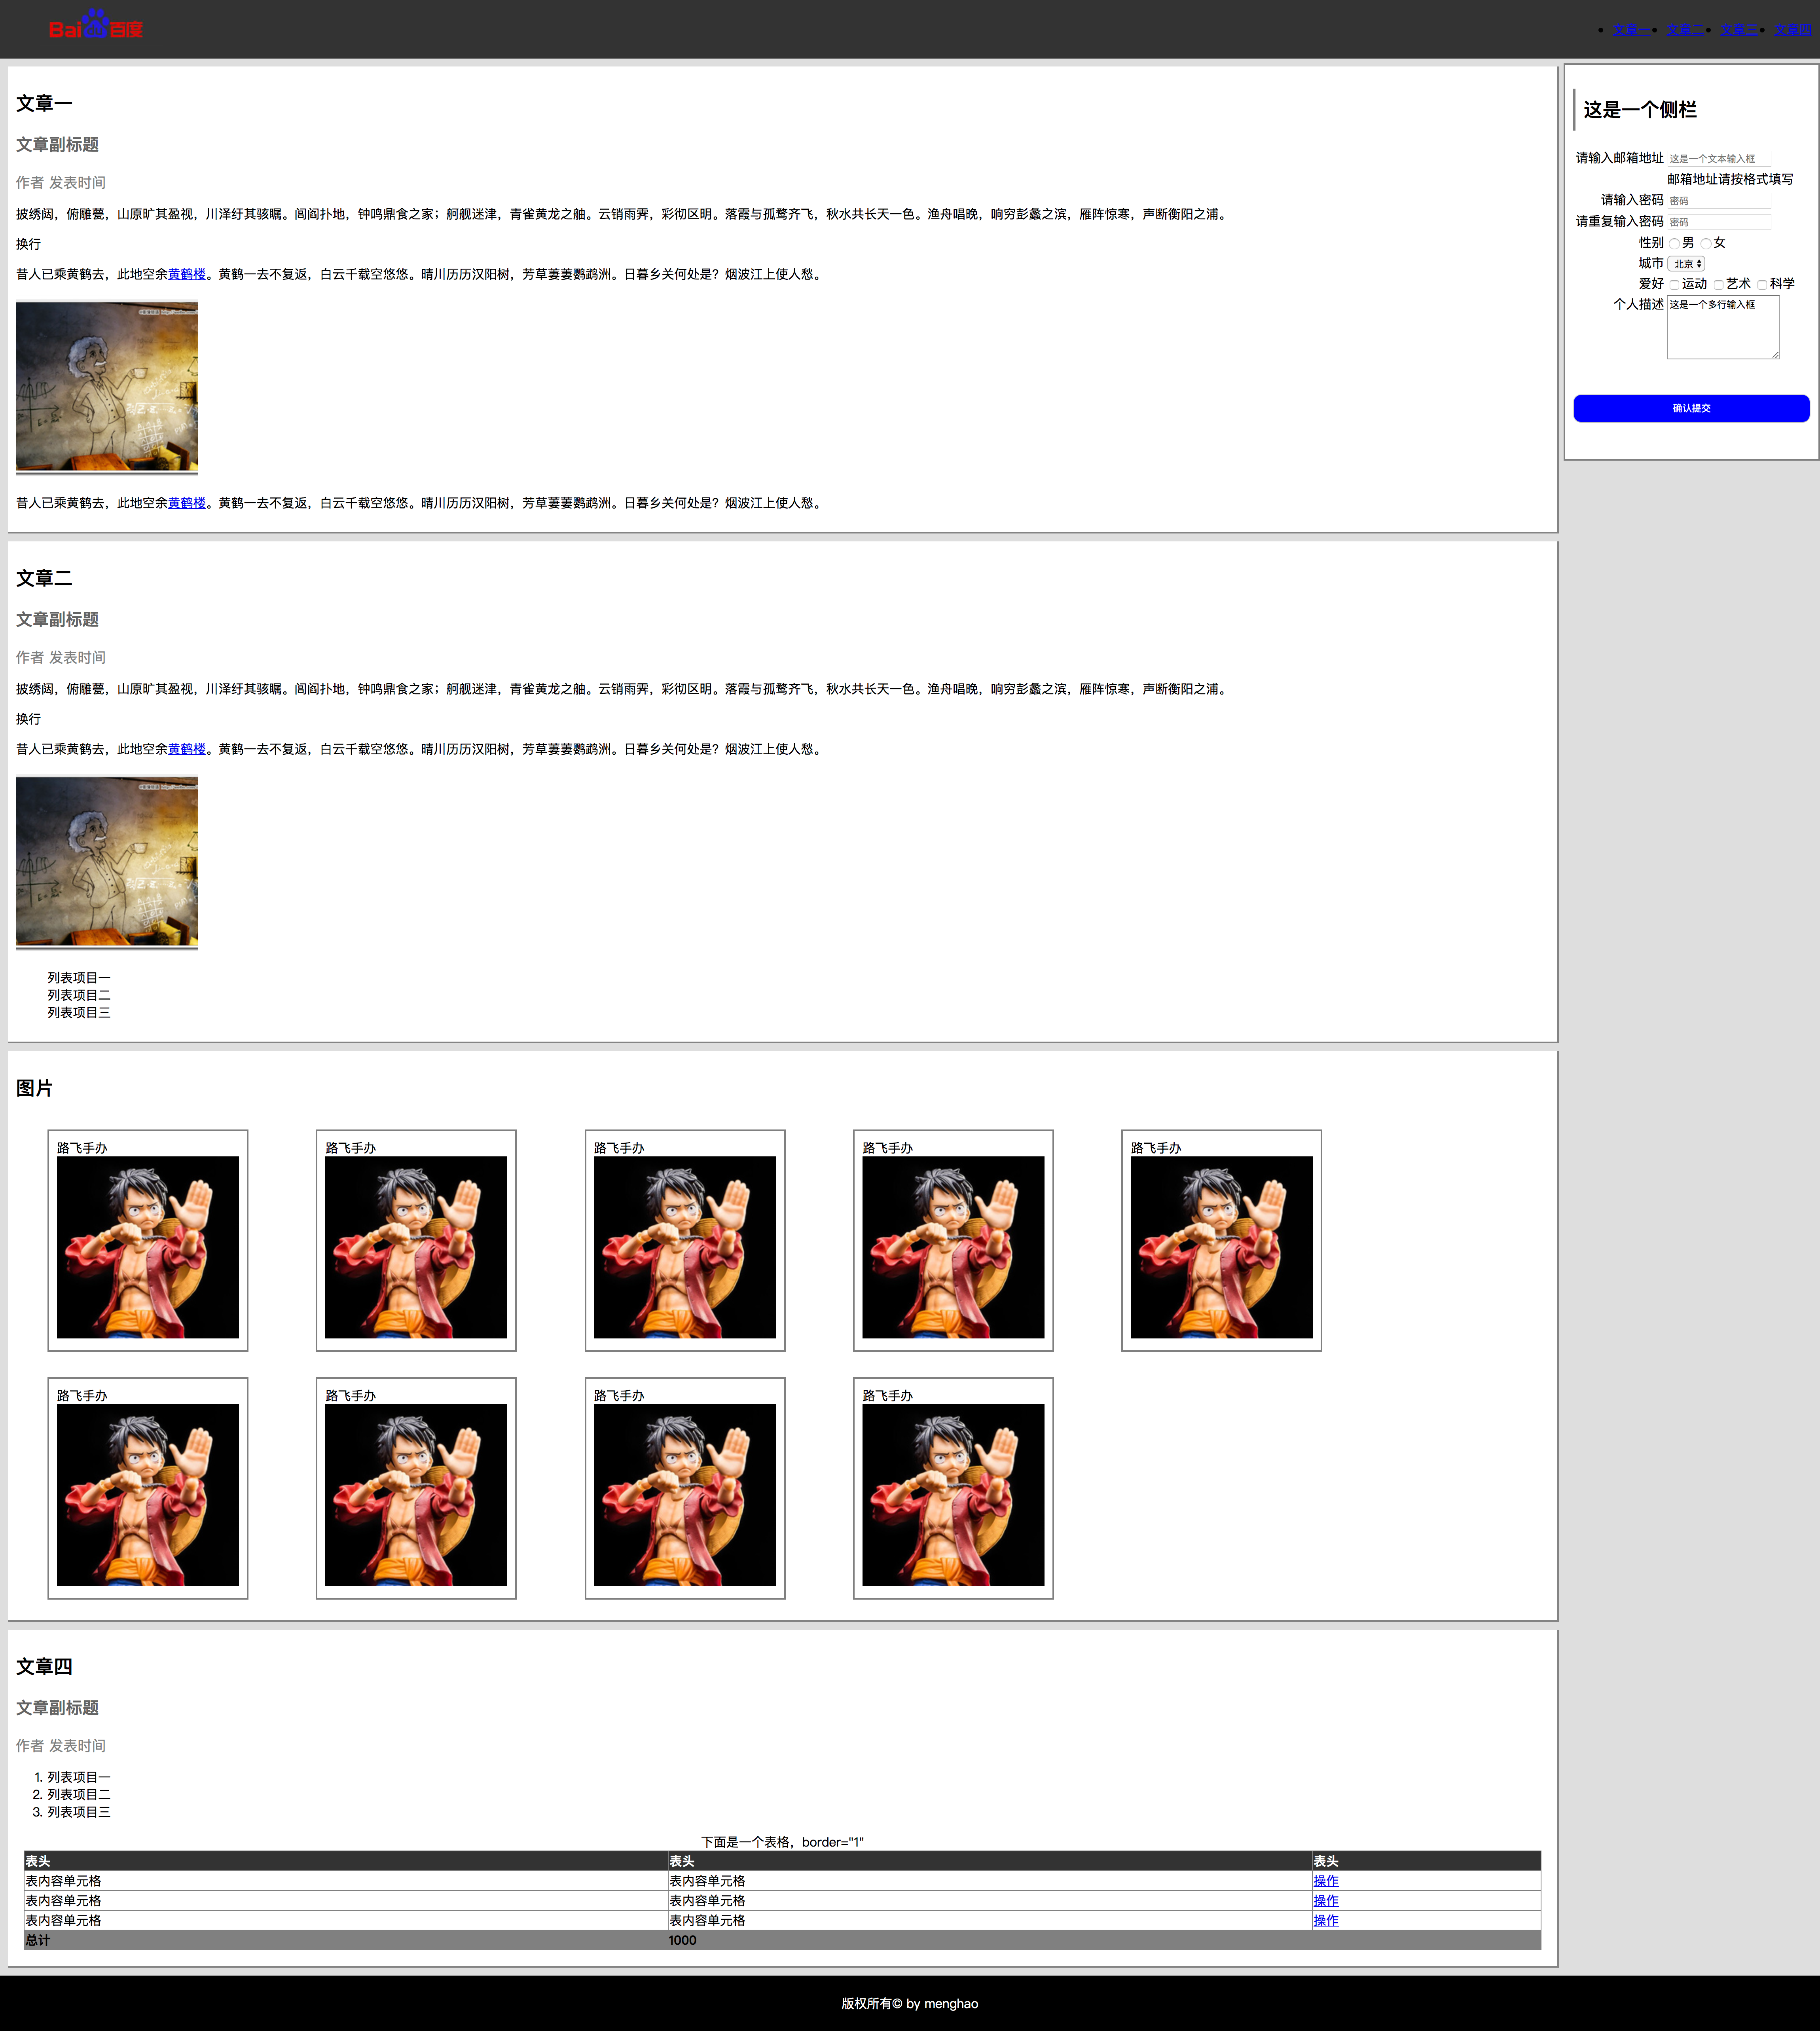 Bai du 百度
文章一 文章二 文章三 文章四
文章一
文章副标题
作者 发表时间
披绣闼，俯雕甍，山原旷其盈视，川泽纡其骇瞩。闾阎扑地，钟鸣鼎食之家；舸舰迷津，青雀黄龙之舳。云销雨霁，彩彻区明。落霞与孤鹜齐飞，秋水共长天一色。渔舟唱晚，响穷彭蠡之滨，雁阵惊寒，声断衡阳之浦。
换行
昔人已乘黄鹤去，此地空余黄鹤楼。黄鹤一去不复返，白云千载空悠悠。晴川历历汉阳树，芳草萋萋鹦鹉洲。日暮乡关何处是？烟波江上使人愁。
昔人已乘黄鹤去，此地空余黄鹤楼。黄鹤一去不复返，白云千载空悠悠。晴川历历汉阳树，芳草萋萋鹦鹉洲。日暮乡关何处是？烟波江上使人愁。
文章二
文章副标题
作者 发表时间
披绣闼，俯雕甍，山原旷其盈视，川泽纡其骇瞩。闾阎扑地，钟鸣鼎食之家；舸舰迷津，青雀黄龙之舳。云销雨霁，彩彻区明。落霞与孤鹜齐飞，秋水共长天一色。渔舟唱晚，响穷彭蠡之滨，雁阵惊寒，声断衡阳之浦。
换行
昔人已乘黄鹤去，此地空余黄鹤楼。黄鹤一去不复返，白云千载空悠悠。晴川历历汉阳树，芳草萋萋鹦鹉洲。日暮乡关何处是？烟波江上使人愁。
列表项目一
列表项目二
列表项目三
图片
路飞手办 路飞手办 路飞手办 路飞手办 路飞手办
路飞手办 路飞手办 路飞手办 路飞手办
文章四
文章副标题
作者 发表时间
1. 列表项目一
2. 列表项目二
3. 列表项目三
下面是一个表格，border="1"
表头 表头 表头
表内容单元格 表内容单元格 操作
表内容单元格 表内容单元格 操作
表内容单元格 表内容单元格 操作
总计 1000
这是一个侧栏
请输入邮箱地址 这是一个文本输入框
邮箱地址请按格式填写
请输入密码 密码
请重复输入密码 密码
性别 男 女
城市 北京
爱好 运动 艺术 科学
个人描述 这是一个多行输入框
确认提交
版权所有© by menghao